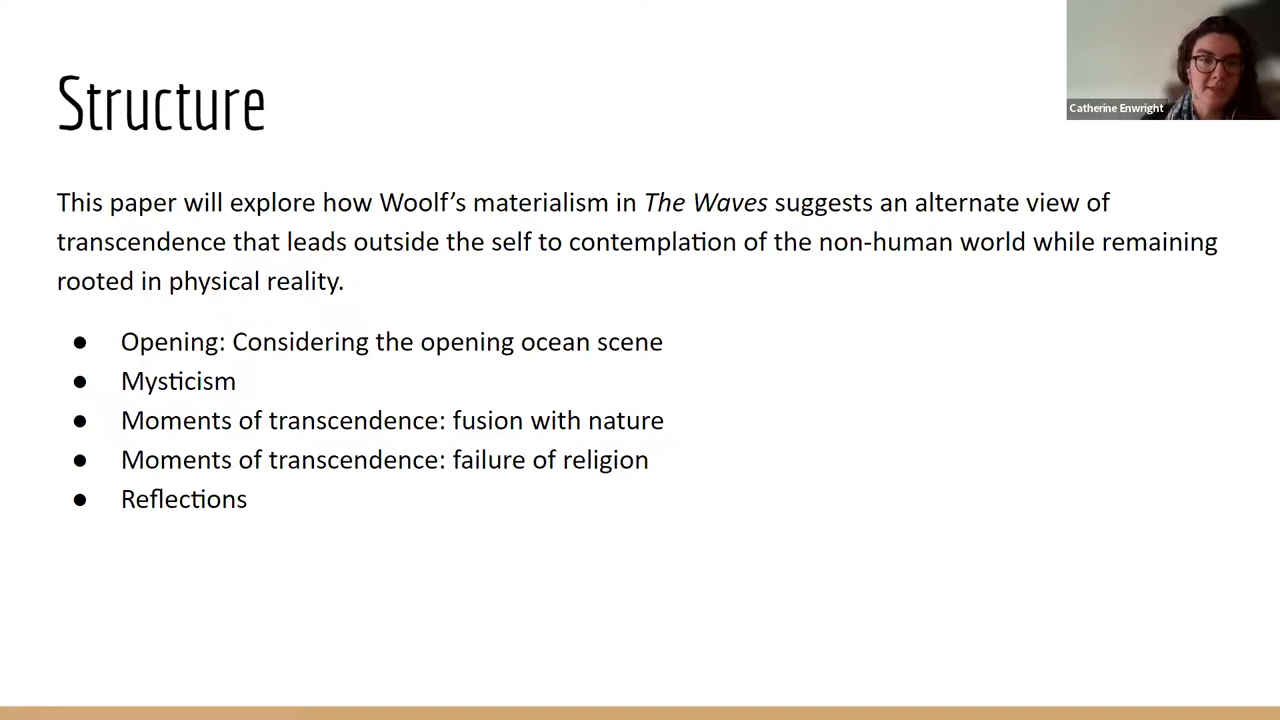 Structure
Catherine Enwright
This paper will explore how Woolf’s materialism in The Waves suggests an alternate view of
transcendence that leads outside the self to contemplation of the non-human world while remaining
rooted in physical reality.
● Opening: Considering the opening ocean scene
● Mysticism
● Moments of transcendence: fusion with nature
● Moments of transcendence: failure of religion
● Reflections